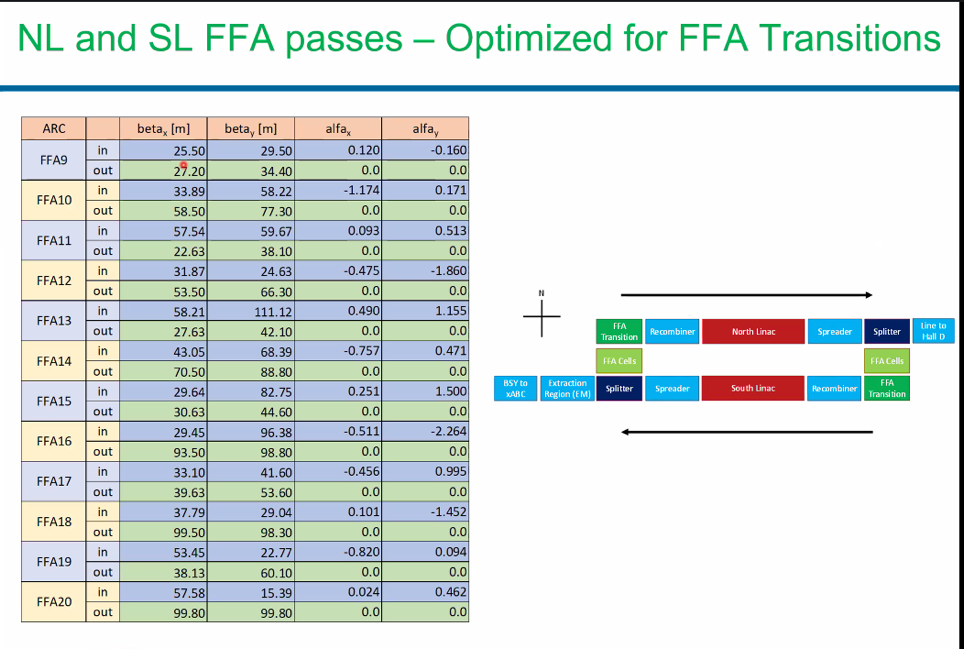 NL and SL FFA passes – Optimized for FFA Transitions
ARC betax [m] betay [m] alfax alfay
FFA9 in 25.50 29.50 0.120 -0.160
out 27.20 34.40 0.0 0.0
FFA10 in 33.89 58.22 -1.174 0.171
out 58.50 77.30 0.0 0.0
FFA11 in 57.54 59.67 0.093 0.513
out 22.63 38.10 0.0 0.0
FFA12 in 31.87 24.63 -0.475 -1.860
out 53.50 66.30 0.0 0.0
FFA13 in 58.21 111.12 0.490 1.155
out 27.63 42.10 0.0 0.0
FFA14 in 43.05 68.39 -0.757 0.471
out 70.50 88.80 0.0 0.0
FFA15 in 29.64 82.75 0.251 1.500
out 30.63 44.60 0.0 0.0
FFA16 in 29.45 96.38 -0.511 -2.264
out 93.50 98.80 0.0 0.0
FFA17 in 33.10 41.60 -0.456 0.995
out 39.63 53.60 0.0 0.0
FFA18 in 37.79 29.04 0.101 -1.452
out 99.50 98.30 0.0 0.0
FFA19 in 53.45 22.77 -0.820 0.094
out 38.13 60.10 0.0 0.0
FFA20 in 57.58 15.39 0.024 0.462
out 99.80 99.80 0.0 0.0
N
FFA
Transition
Recombiner
North Linac
Spreader
Splitter
Line to
Hall D
FFA Cells
FFA Cells
BSY to
xABC
Extraction
Region (EM)
Splitter
Spreader
South Linac
Recombiner
FFA
Transition